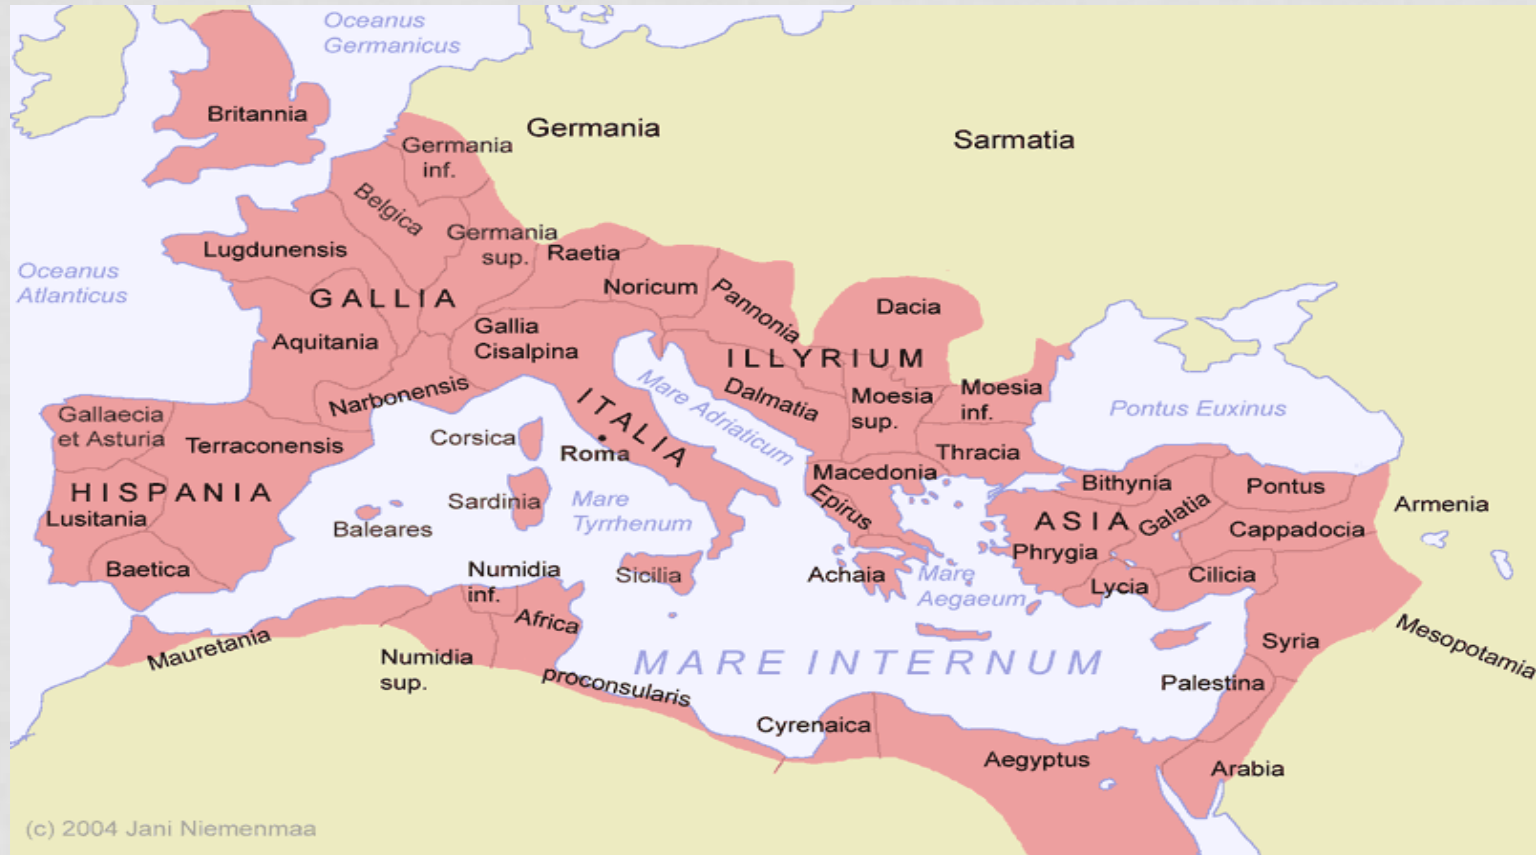 Oceanus
Germanicus
Britannia
Germania
Sarmatia
Germania
inf.
Belgica
Lugdunensis
Germania
sup.
Raetia
Oceanus
Atlanticus
GALLIA
Noricum
Pannonia
Dacia
Aquitania
Gallia
Cisalpina
ILLYRIUM
Narbonensis
ITALIA
Mare Adriaticum
Dalmatia
Moesia
sup.
Moesia
inf.
Pontus Euxinus
Gallaecia
et Asturia
Terraconensis
Corsica
Roma
Thracia
Macedonia
Epirus
HISPANIA
Lusitania
Baetica
Baleares
Sardinia
Mare
Tyrrhenum
Bithynia
Pontus
Armenia
ASIA
Galatia
Cappadocia
Phrygia
Lycia
Cilicia
Numidia
inf.
Sicilia
Achaia
Mare
Aegaeum
Africa
proconsularis
Mauretania
Numidia
sup.
MARE INTERNUM
Syria
Mesopotamia
Palestina
Cyrenaica
Aegyptus
Arabia
(c) 2004 Jani Niemenmaa